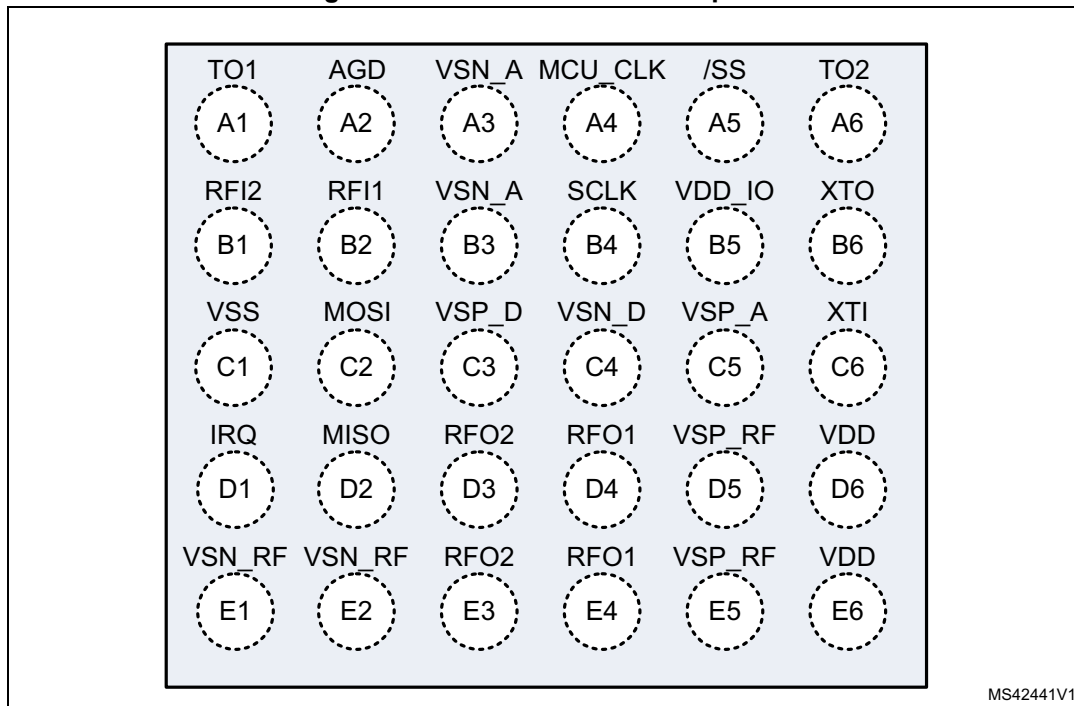 TO1 AGD VSN_A MCU_CLK /SS TO2
A1 A2 A3 A4 A5 A6
RFI2 RFI1 VSN_A SCLK VDD_IO XTO
B1 B2 B3 B4 B5 B6
VSS MOSI VSP_D VSN_D VSP_A XTI
C1 C2 C3 C4 C5 C6
IRQ MISO RFO2 RFO1 VSP_RF VDD
D1 D2 D3 D4 D5 D6
VSN_RF VSN_RF RFO2 RFO1 VSP_RF VDD
E1 E2 E3 E4 E5 E6
MS42441V1